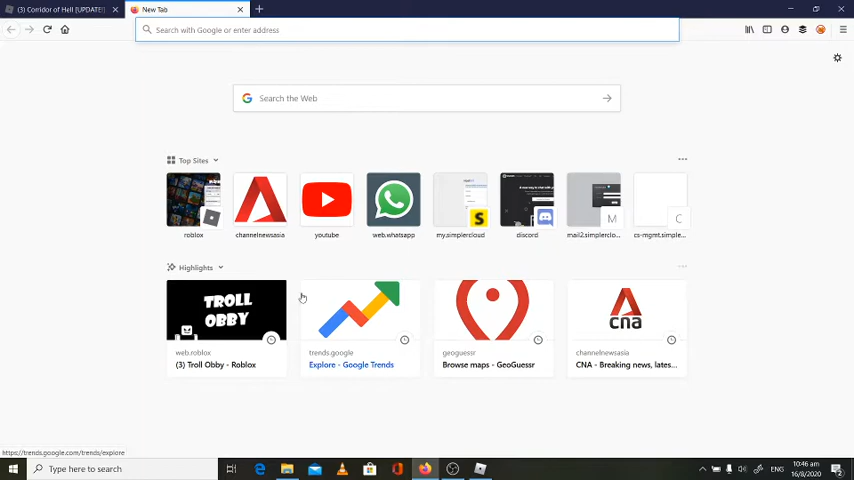 (3) Corridor of Hell [UPDATE!]
New Tab
Search with Google or enter address
Search the Web
Top Sites
roblox
channelnewsasia
youtube
web.whatsapp
my.simplercloud
discord
mail2.simplerclo...
cs-mgmt.simple...
S
M
C
Highlights
TROLL
OBBY
cna
web.roblox
(3) Troll Obby - Roblox
trends.google
Explore - Google Trends
geoguessr
Browse maps - GeoGuessr
channelnewsasia
CNA - Breaking news, lates...
https://trends.google.com/trends/explore
Type here to search
ENG
10:46 am
16/8/2020
2